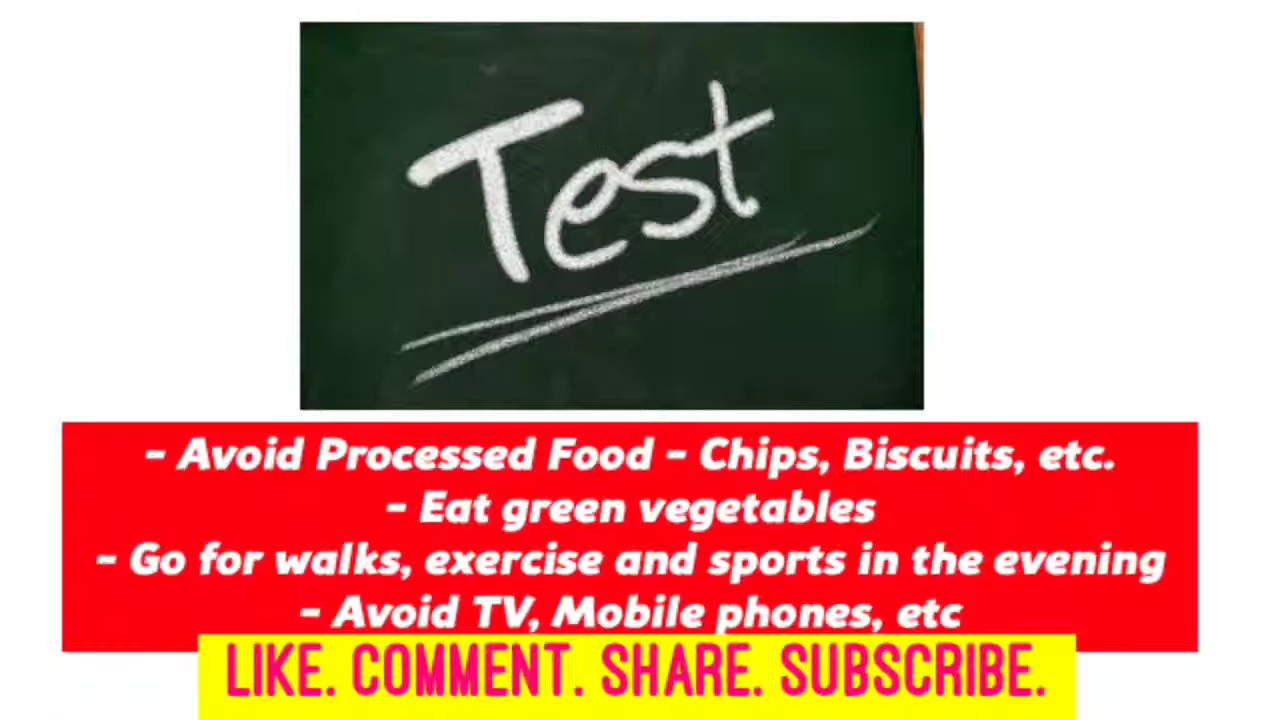 Test
- Avoid Processed Food - Chips, Biscuits, etc.
- Eat green vegetables
- Go for walks, exercise and sports in the evening
- Avoid TV, Mobile phones, etc
LIKE. COMMENT. SHARE. SUBSCRIBE.